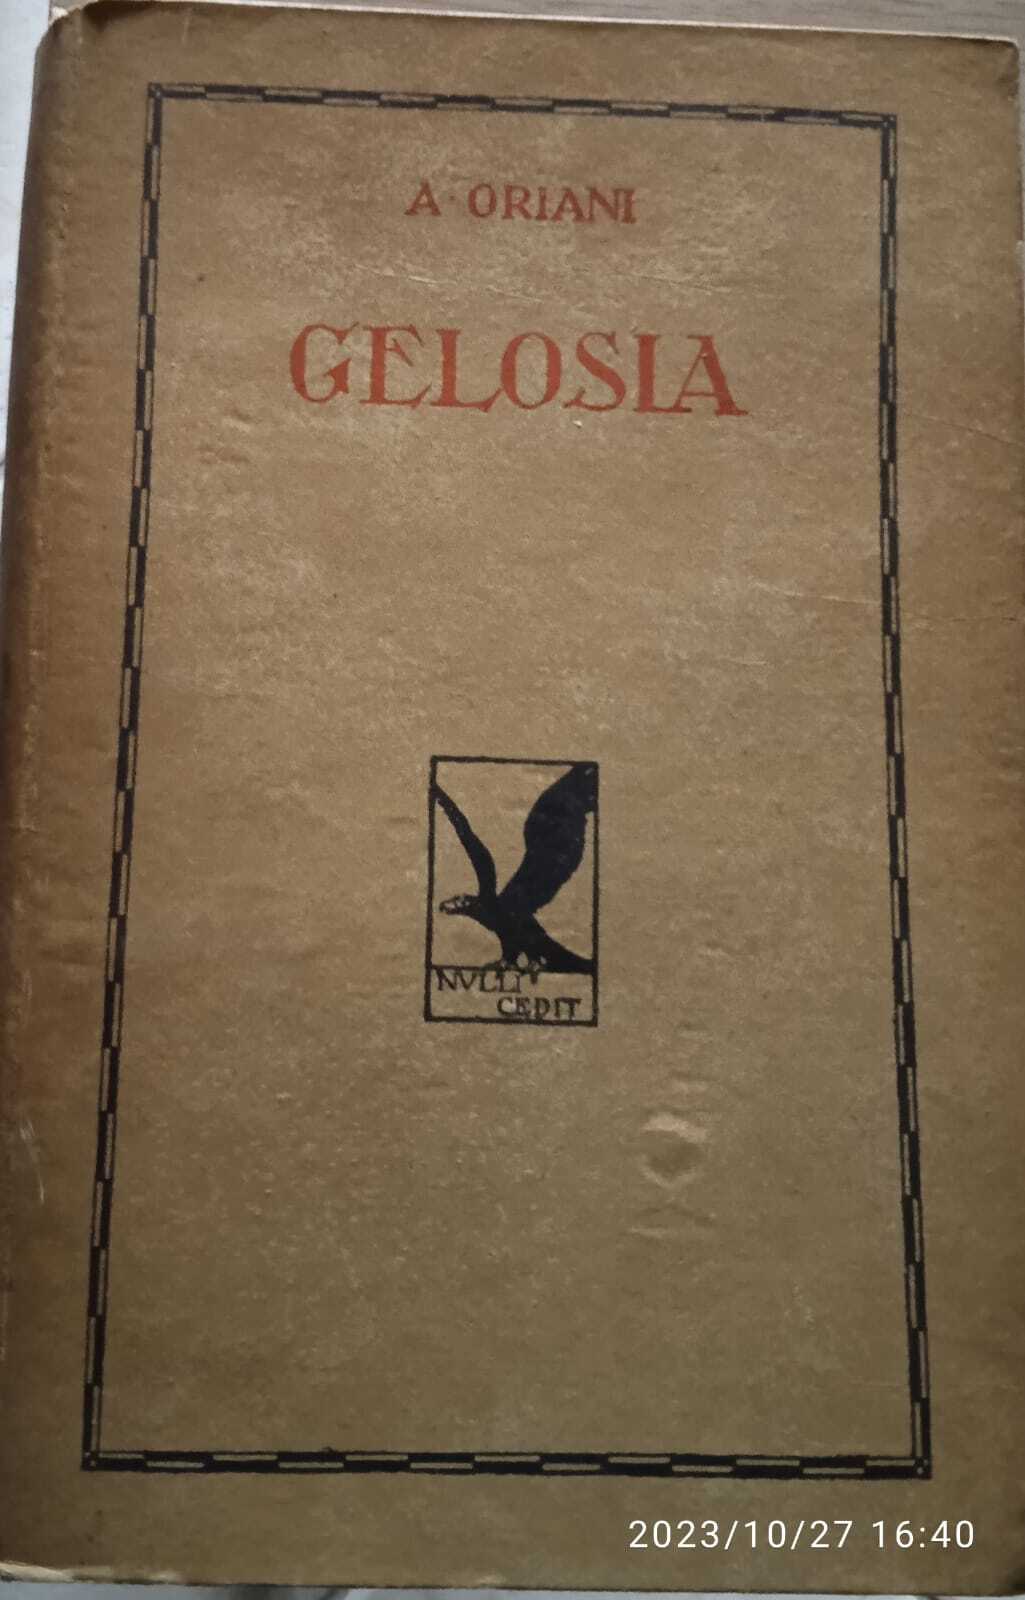 A·ORIANI
GELOSIA
NVLLI
CEDIT
2023/10/27 16:40